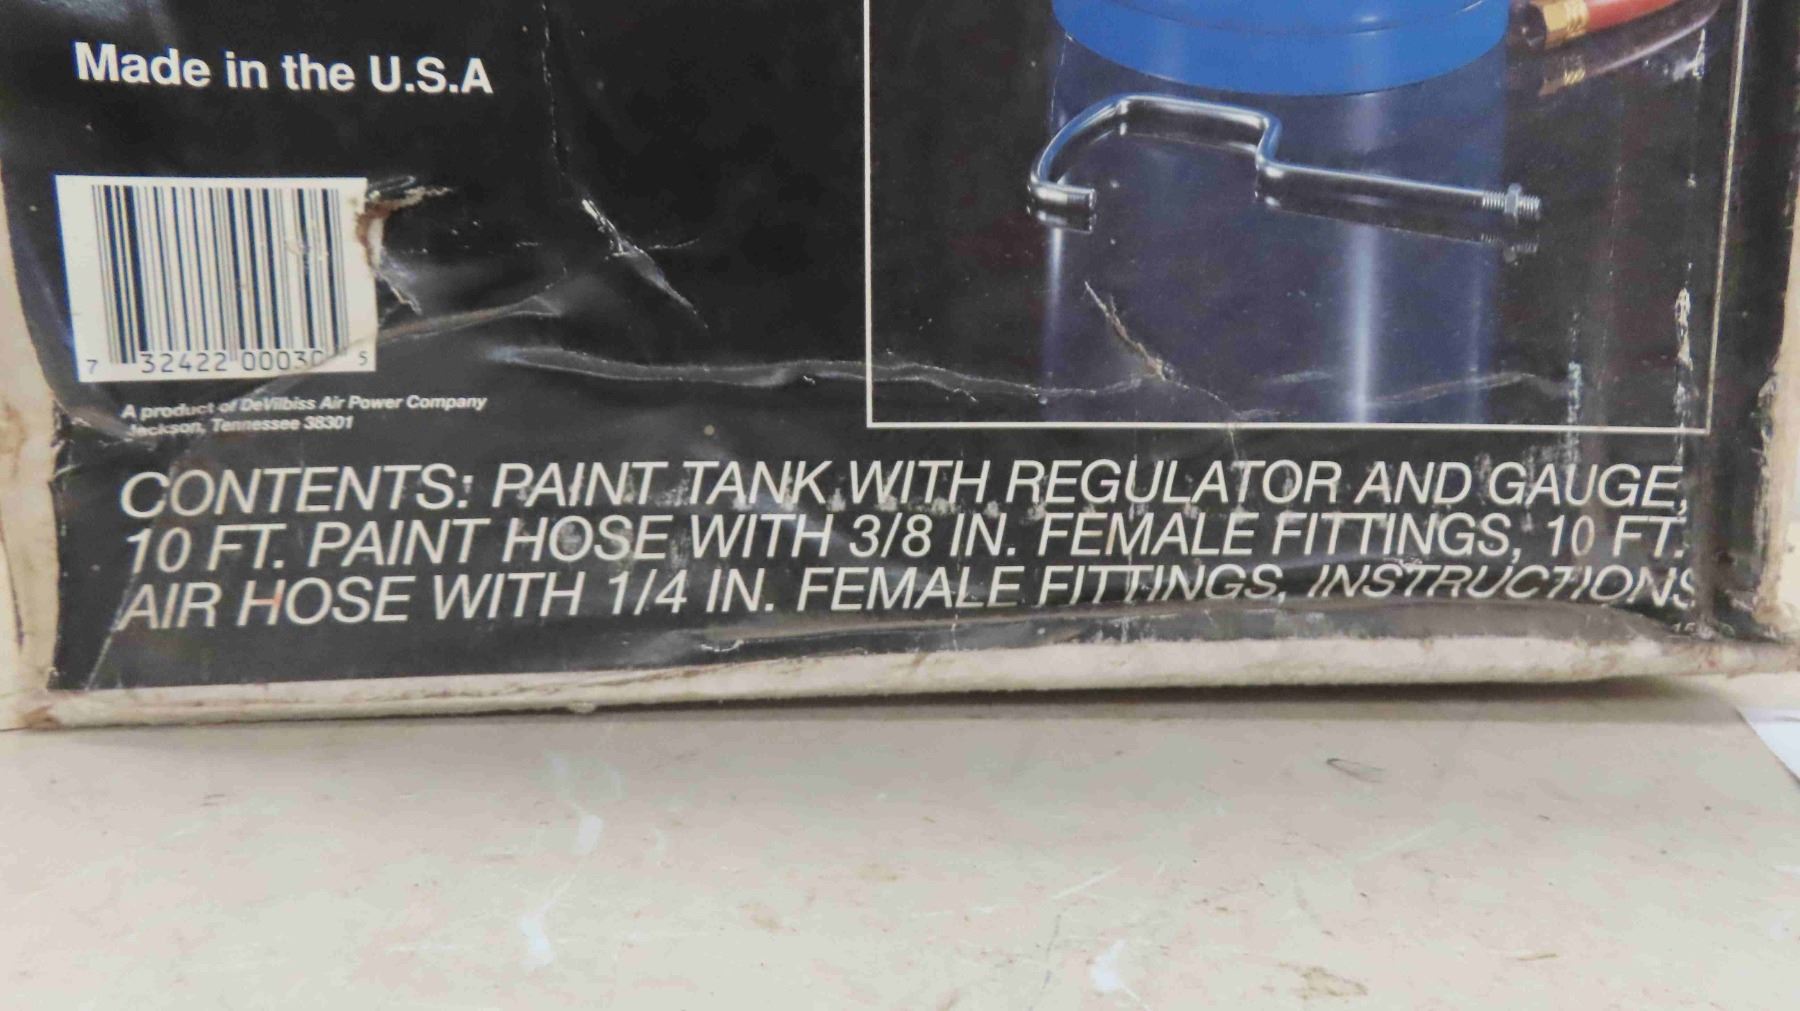 Made in the U.S.A
7 32422 0003 5
A product of DeVilbiss Air Power Company
Jackson, Tennessee 38301
CONTENTS: PAINT TANK WITH REGULATOR AND GAUGE,
10 FT. PAINT HOSE WITH 3/8 IN. FEMALE FITTINGS, 10 FT.
AIR HOSE WITH 1/4 IN. FEMALE FITTINGS, INSTRUCTIONS